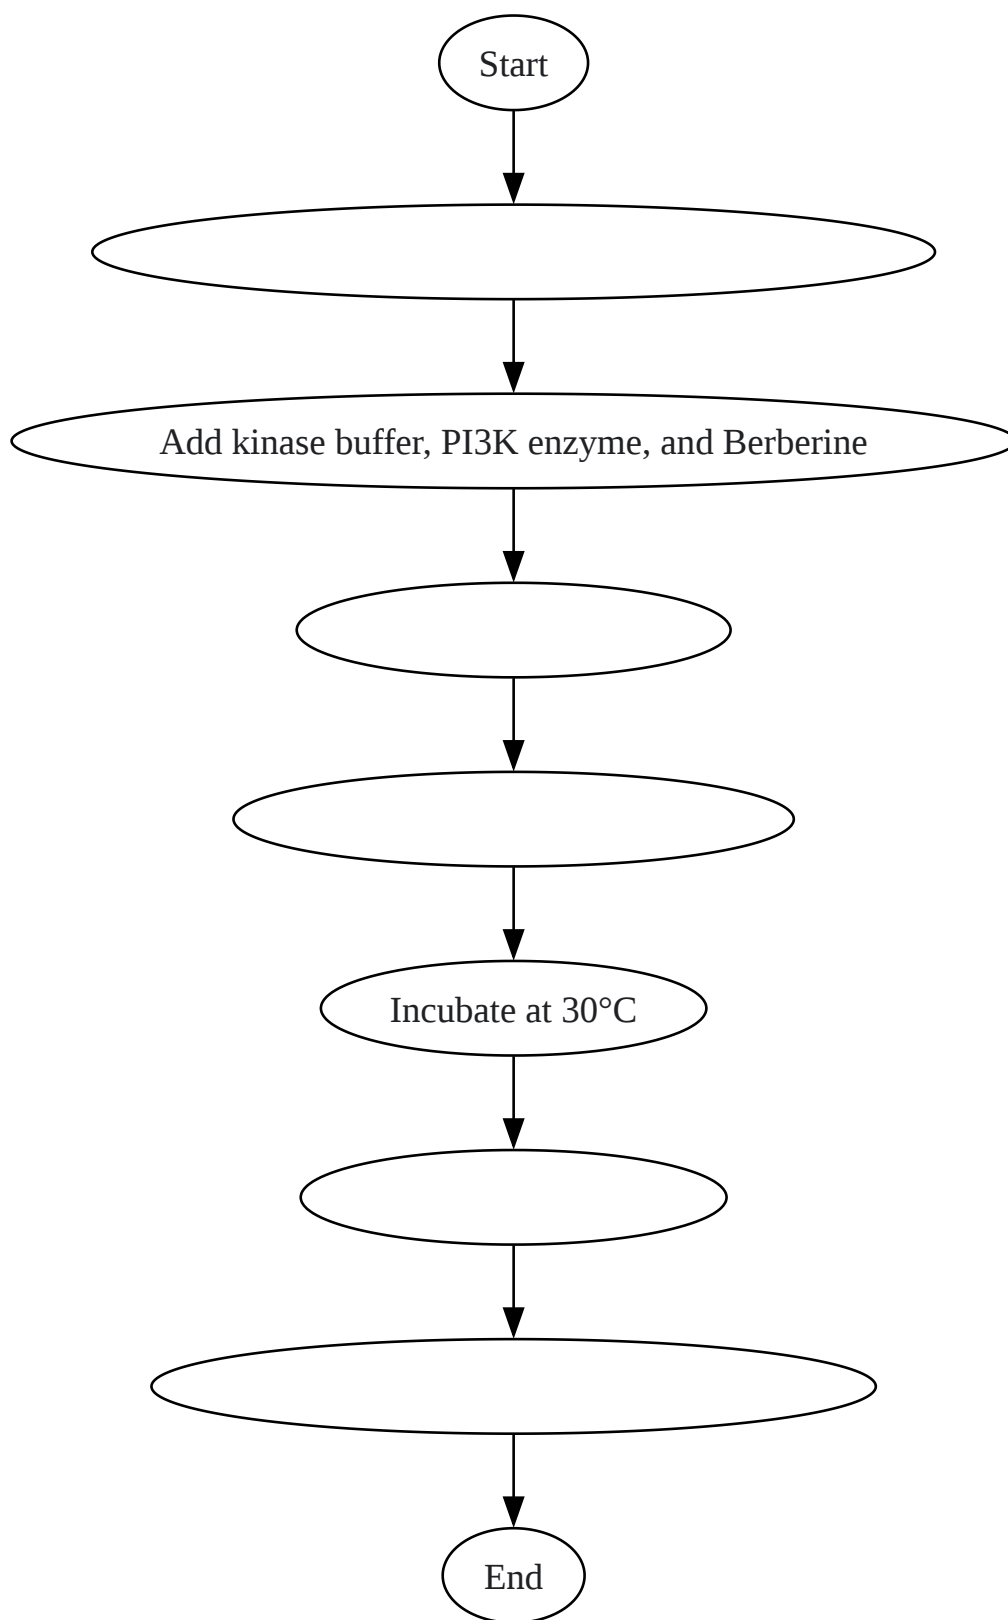 Start
Add kinase buffer, PI3K enzyme, and Berberine
Incubate at 30°C
End